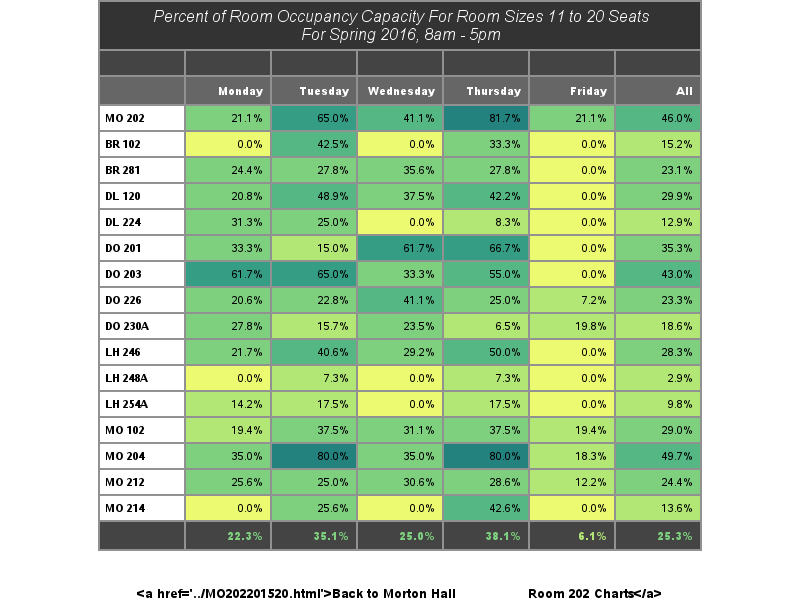 Percent of Room Occupancy Capacity For Room Sizes 11 to 20 Seats
For Spring 2016, 8am - 5pm
Monday Tuesday Wednesday Thursday Friday All
MO 202 21.1% 65.0% 41.1% 81.7% 21.1% 46.0%
BR 102 0.0% 42.5% 0.0% 33.3% 0.0% 15.2%
BR 281 24.4% 27.8% 35.6% 27.8% 0.0% 23.1%
DL 120 20.8% 48.9% 37.5% 42.2% 0.0% 29.9%
DL 224 31.3% 25.0% 0.0% 8.3% 0.0% 12.9%
DO 201 33.3% 15.0% 61.7% 66.7% 0.0% 35.3%
DO 203 61.7% 65.0% 33.3% 55.0% 0.0% 43.0%
DO 226 20.6% 22.8% 41.1% 25.0% 7.2% 23.3%
DO 230A 27.8% 15.7% 23.5% 6.5% 19.8% 18.6%
LH 246 21.7% 40.6% 29.2% 50.0% 0.0% 28.3%
LH 248A 0.0% 7.3% 0.0% 7.3% 0.0% 2.9%
LH 254A 14.2% 17.5% 0.0% 17.5% 0.0% 9.8%
MO 102 19.4% 37.5% 31.1% 37.5% 19.4% 29.0%
MO 204 35.0% 80.0% 35.0% 80.0% 18.3% 49.7%
MO 212 25.6% 25.0% 30.6% 28.6% 12.2% 24.4%
MO 214 0.0% 25.6% 0.0% 42.6% 0.0% 13.6%
22.3% 35.1% 25.0% 38.1% 6.1% 25.3%
<a href='../MO202201520.html'>Back to Morton Hall Room 202 Charts</a>